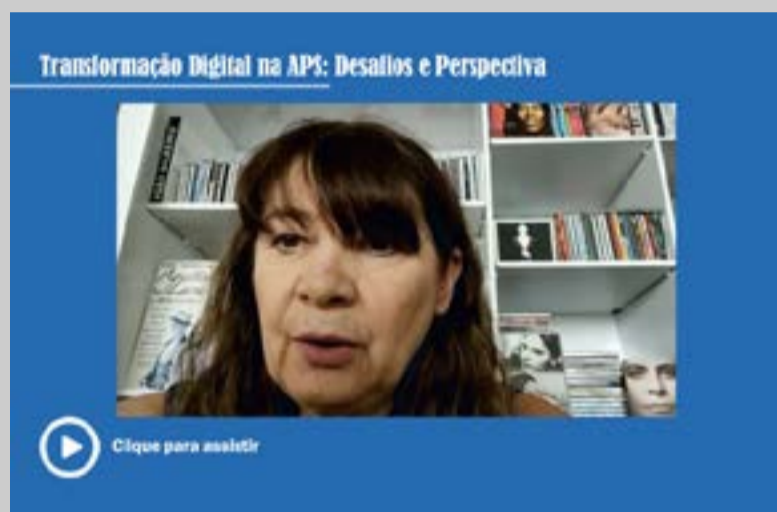 Transformação Digital na APS: Desafios e Perspectiva
Clique para assistir